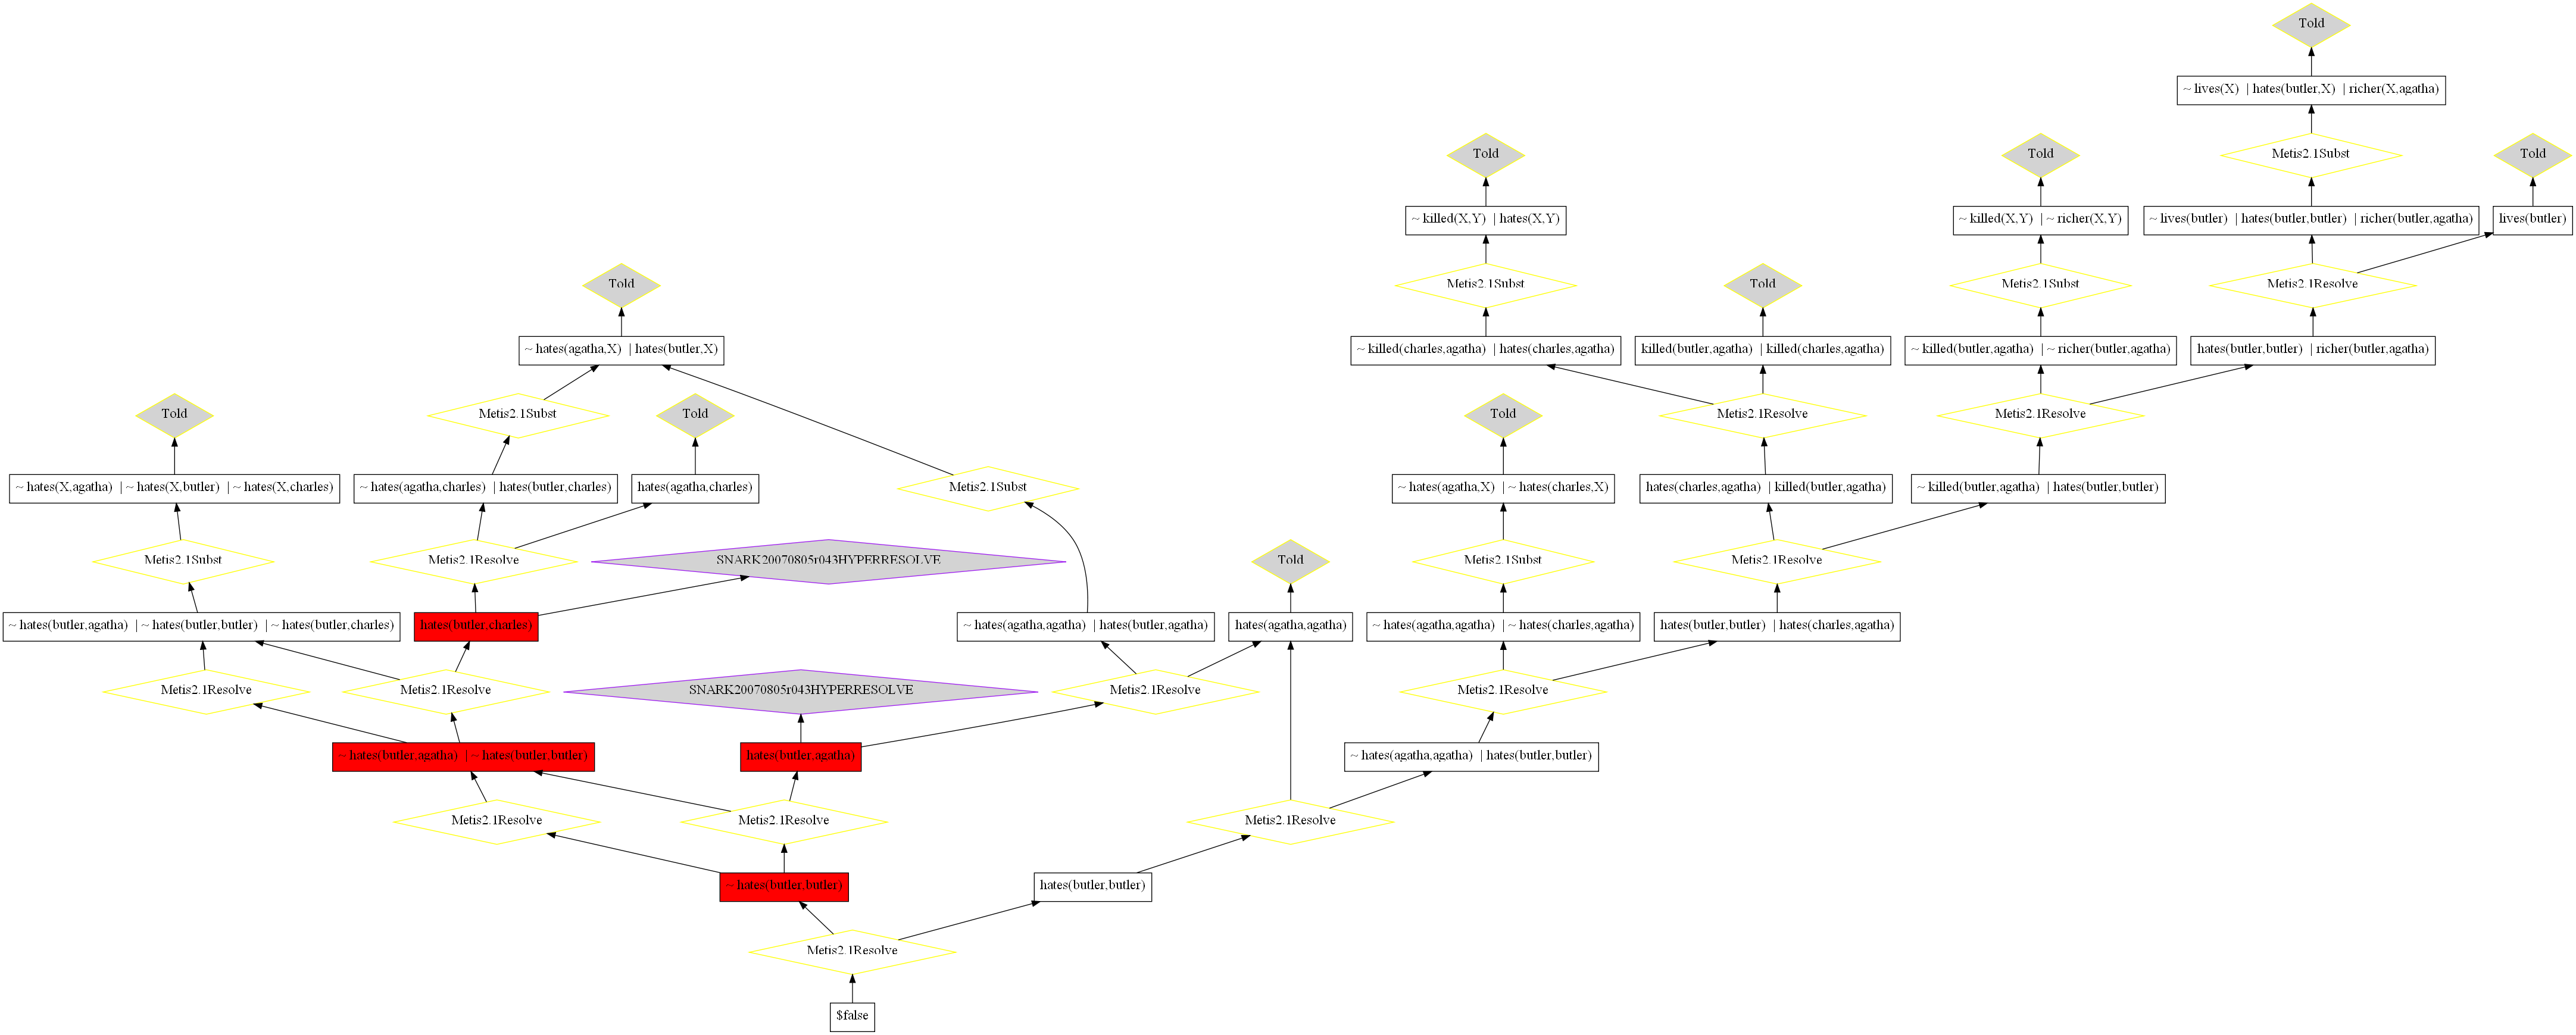 Told
~ lives(X) | hates(butler,X) | richer(X,agatha)
Told
Told
Metis2.1Subst
Told
~ killed(X,Y) | hates(X,Y)
~ killed(X,Y) | ~ richer(X,Y)
~ lives(butler) | hates(butler,butler) | richer(butler,agatha)
lives(butler)
Told
Metis2.1Subst
Told
Metis2.1Subst
Metis2.1Resolve
~ hates(agatha,X) | hates(butler,X)
~ killed(charles,agatha) | hates(charles,agatha)
killed(butler,agatha) | killed(charles,agatha)
~ killed(butler,agatha) | ~ richer(butler,agatha)
hates(butler,butler) | richer(butler,agatha)
Told
Metis2.1Subst
Told
Told
Metis2.1Resolve
Metis2.1Resolve
~ hates(X,agatha) | ~ hates(X,butler) | ~ hates(X,charles)
~ hates(agatha,charles) | hates(butler,charles)
hates(agatha,charles)
Metis2.1Subst
~ hates(agatha,X) | ~ hates(charles,X)
hates(charles,agatha) | killed(butler,agatha)
~ killed(butler,agatha) | hates(butler,butler)
Metis2.1Subst
Metis2.1Resolve
SNARK20070805r043HYPERRESOLVE
Told
Metis2.1Subst
Metis2.1Resolve
~ hates(butler,agatha) | ~ hates(butler,butler) | ~ hates(butler,charles)
hates(butler,charles)
~ hates(agatha,agatha) | hates(butler,agatha)
hates(agatha,agatha)
~ hates(agatha,agatha) | ~ hates(charles,agatha)
hates(butler,butler) | hates(charles,agatha)
Metis2.1Resolve
Metis2.1Resolve
SNARK20070805r043HYPERRESOLVE
Metis2.1Resolve
Metis2.1Resolve
~ hates(butler,agatha) | ~ hates(butler,butler)
hates(butler,agatha)
~ hates(agatha,agatha) | hates(butler,butler)
Metis2.1Resolve
Metis2.1Resolve
Metis2.1Resolve
~ hates(butler,butler)
hates(butler,butler)
Metis2.1Resolve
$false